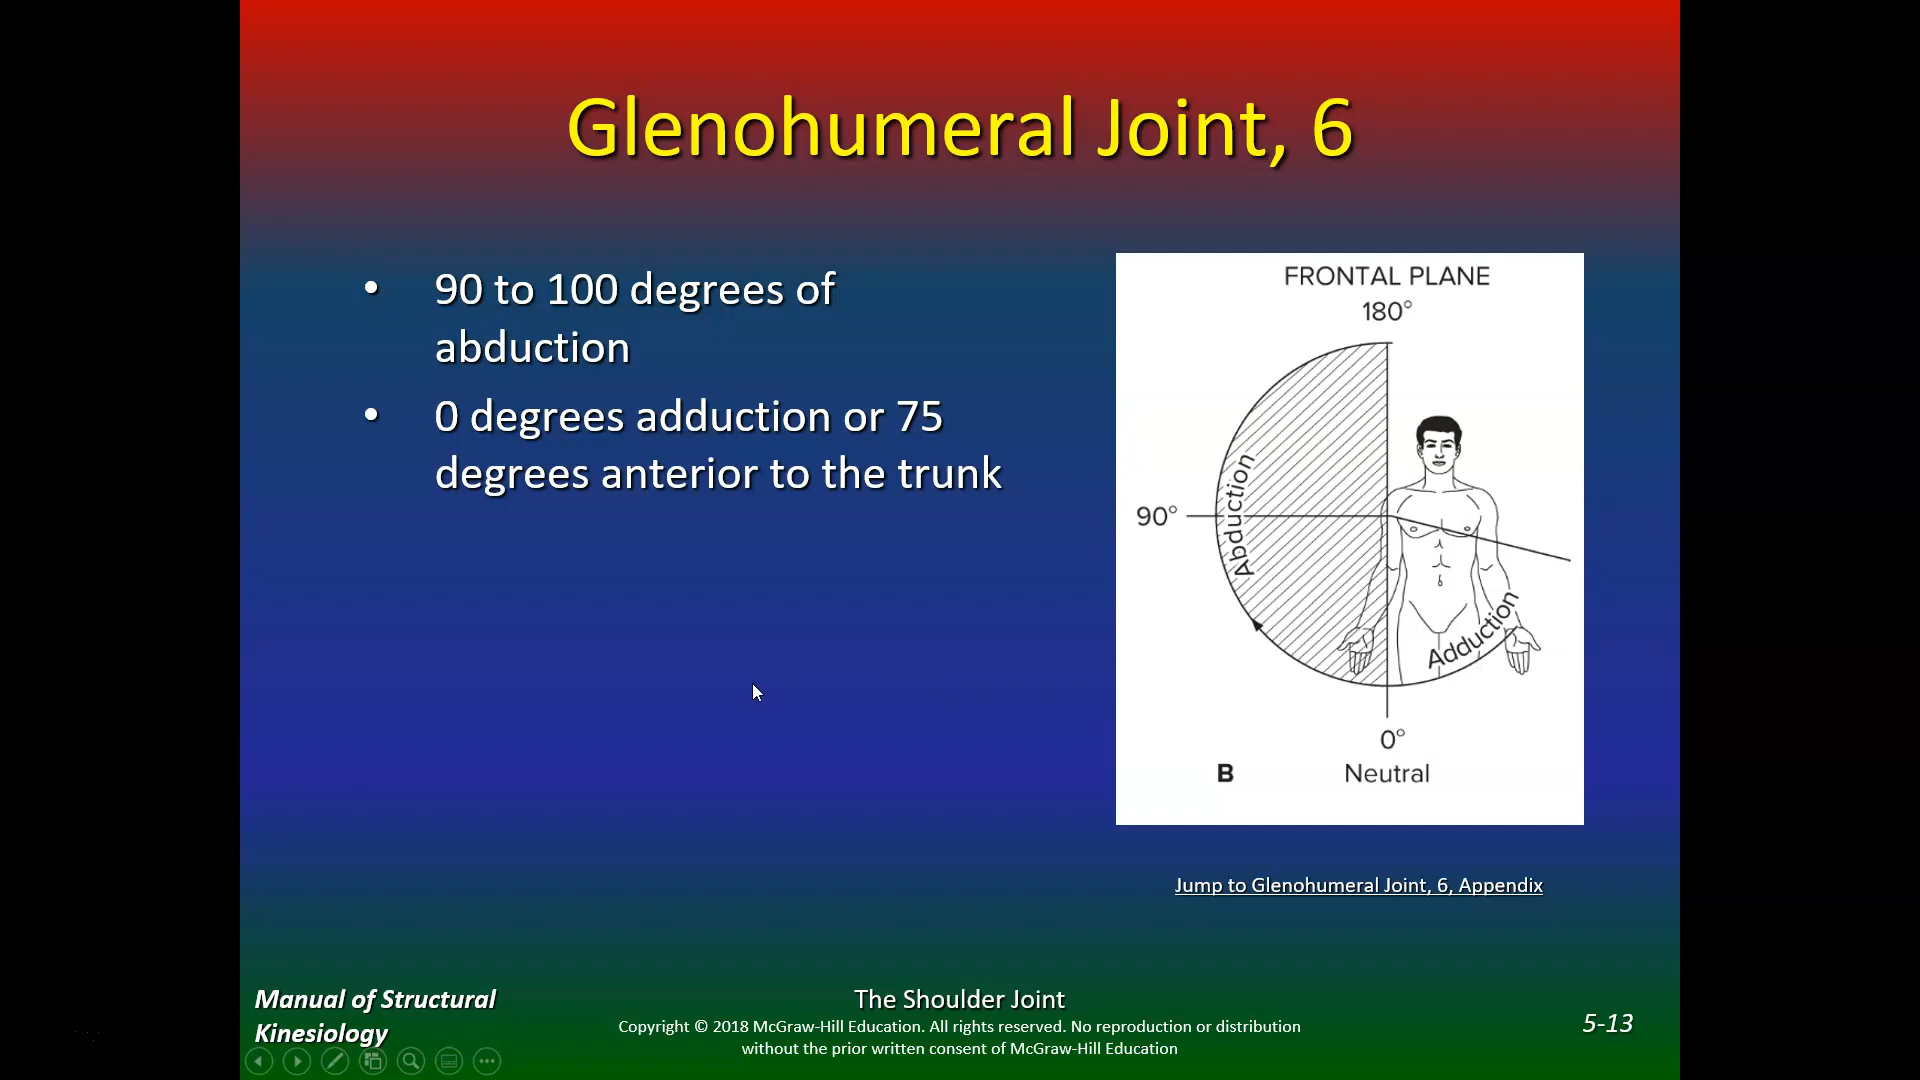 Glenohumeral Joint, 6
• 90 to 100 degrees of
abduction
• 0 degrees adduction or 75
degrees anterior to the trunk
FRONTAL PLANE
180°
Abduction
90°
Adduction
0°
B Neutral
Jump to Glenohumeral Joint, 6, Appendix
Manual of Structural
Kinesiology
The Shoulder Joint
Copyright © 2018 McGraw-Hill Education. All rights reserved. No reproduction or distribution
without the prior written consent of McGraw-Hill Education
5-13